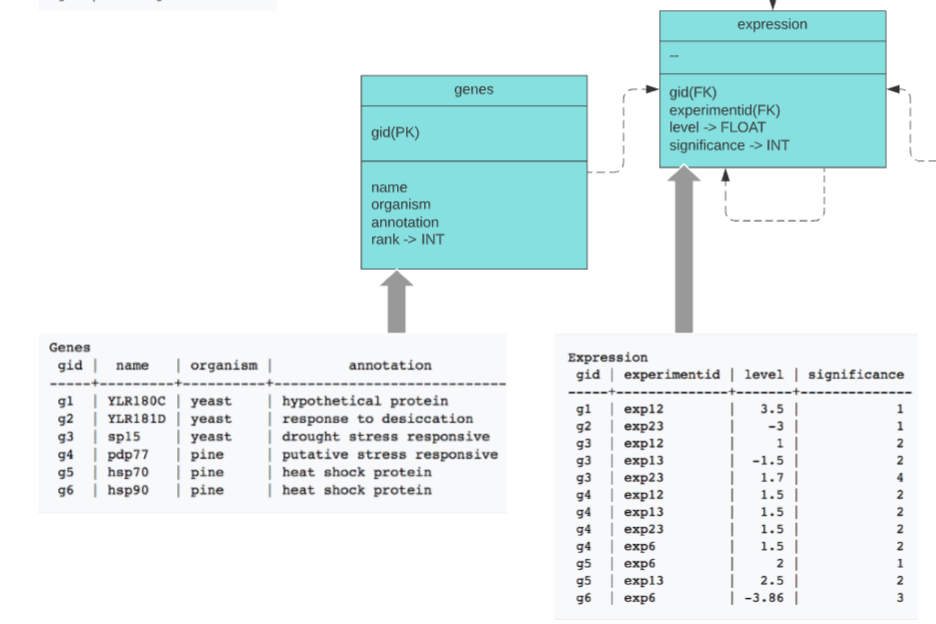 expression
--
gid(FK)
experimentid(FK)
level -> FLOAT
significance -> INT
genes
gid(PK)
name
organism
annotation
rank -> INT
Genes
gid | name | organism | annotation
-----+---------+----------+-----------------------------
g1 | YLR180C | yeast | hypothetical protein
g2 | YLR181D | yeast | response to desiccation
g3 | sp15 | yeast | drought stress responsive
g4 | pdp77 | pine | putative stress responsive
g5 | hsp70 | pine | heat shock protein
g6 | hsp90 | pine | heat shock protein
Expression
gid | experimentid | level | significance
-----+--------------+-------+--------------
g1 | exp12 | 3.5 | 1
g2 | exp23 | -3 | 1
g3 | exp12 | 1 | 2
g3 | exp13 | -1.5 | 2
g3 | exp23 | 1.7 | 4
g4 | exp12 | 1.5 | 2
g4 | exp13 | 1.5 | 2
g4 | exp23 | 1.5 | 2
g4 | exp6 | 1.5 | 2
g5 | exp6 | 2 | 1
g5 | exp13 | 2.5 | 2
g6 | exp6 | -3.86 | 3